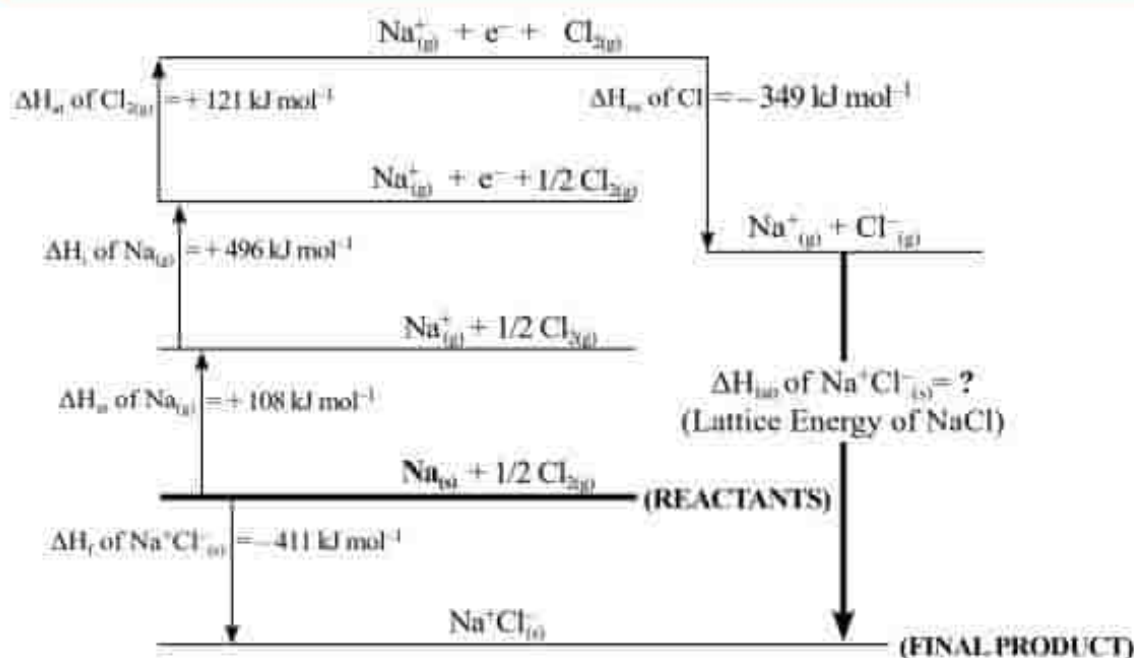 Na⁺(g) + e⁻ + Cl₂(g)
ΔHat of Cl₂(g) = + 121 kJ mol⁻¹
ΔHea of Cl = – 349 kJ mol⁻¹
Na⁺(g) + e⁻ + 1/2 Cl₂(g)
Na⁺(g) + Cl⁻(g)
ΔHi of Na(g) = + 496 kJ mol⁻¹
Na⁺(g) + 1/2 Cl₂(g)
ΔHat of Na(g) = + 108 kJ mol⁻¹
ΔHlatt of Na⁺Cl⁻(s) = ?
(Lattice Energy of NaCl)
Na(s) + 1/2 Cl₂(g)
(REACTANTS)
ΔHf of Na⁺Cl⁻(s) = – 411 kJ mol⁻¹
Na⁺Cl⁻(s)
(FINAL PRODUCT)